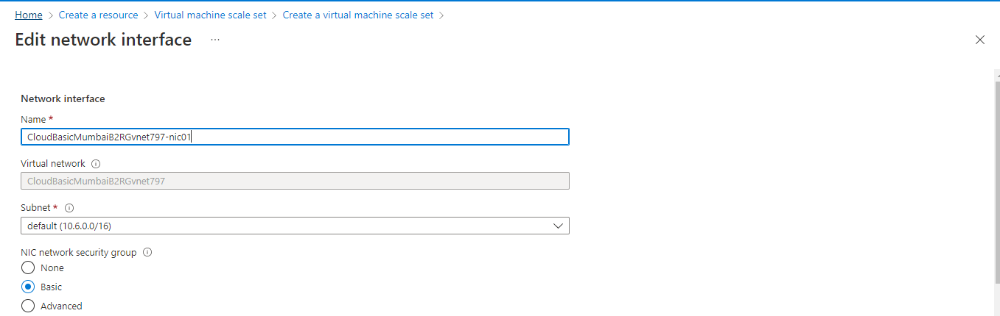 Home > Create a resource > Virtual machine scale set > Create a virtual machine scale set >
Edit network interface ...
Network interface
Name *
CloudBasicMumbaiB2RGvnet797-nic01
Virtual network
CloudBasicMumbaiB2RGvnet797
Subnet *
default (10.6.0.0/16)
NIC network security group
None
Basic
Advanced